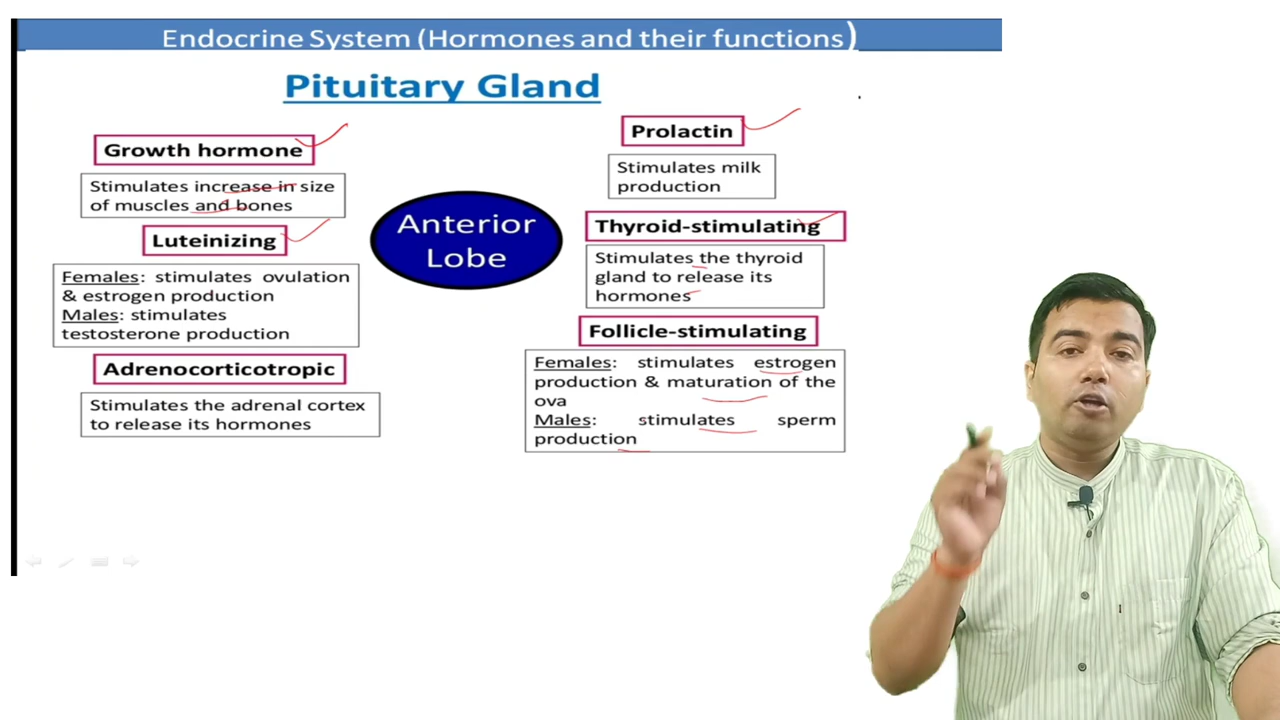 Endocrine System (Hormones and their functions)
Pituitary Gland
Growth hormone
Stimulates increase in size
of muscles and bones
Luteinizing
Females: stimulates ovulation
& estrogen production
Males: stimulates
testosterone production
Adrenocorticotropic
Stimulates the adrenal cortex
to release its hormones
Anterior
Lobe
Prolactin
Stimulates milk
production
Thyroid-stimulating
Stimulates the thyroid
gland to release its
hormones
Follicle-stimulating
Females: stimulates estrogen
production & maturation of the
ova
Males: stimulates sperm
production